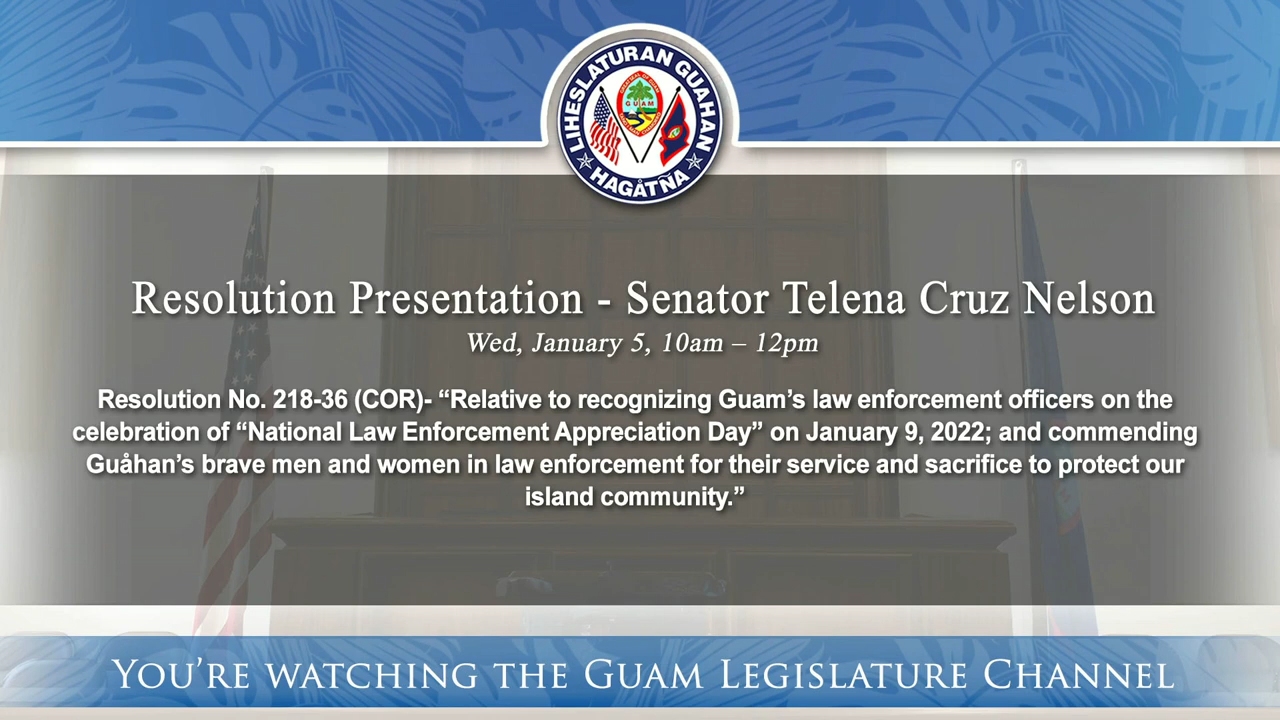 LIHESLATURAN GUAHAN
GUAM
HAGÅTÑA
Resolution Presentation - Senator Telena Cruz Nelson
Wed, January 5, 10am – 12pm
Resolution No. 218-36 (COR)- “Relative to recognizing Guam’s law enforcement officers on the
celebration of “National Law Enforcement Appreciation Day” on January 9, 2022; and commending
Guåhan’s brave men and women in law enforcement for their service and sacrifice to protect our
island community.”
You’re watching the Guam Legislature Channel